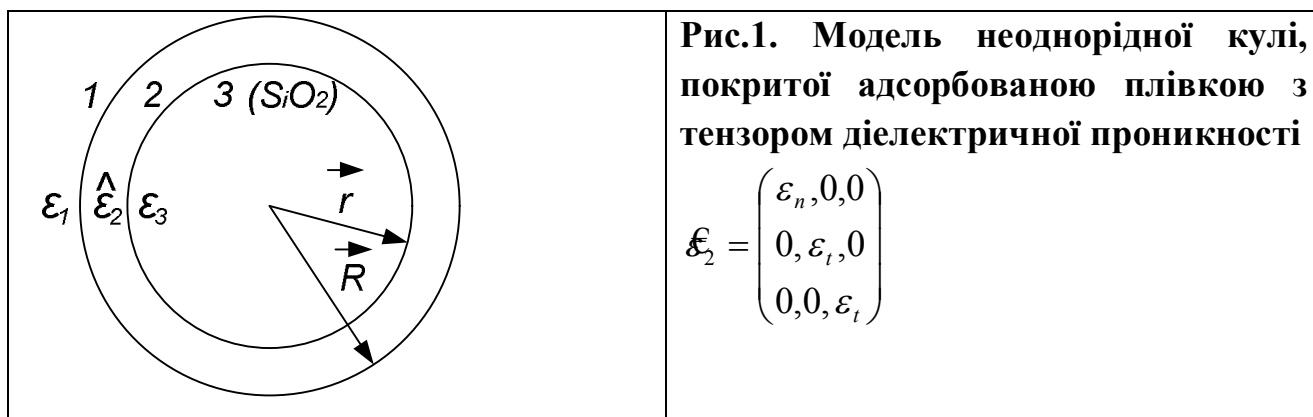 1 2 3 (SiO₂)
ε₁ ε̂₂ ε₃
r
R
Рис.1. Модель неоднорідної кулі,
покритої адсорбованою плівкою з
тензором діелектричної проникності
ε̂₂ = (εₙ,0,0
0,εₜ,0
0,0,εₜ)